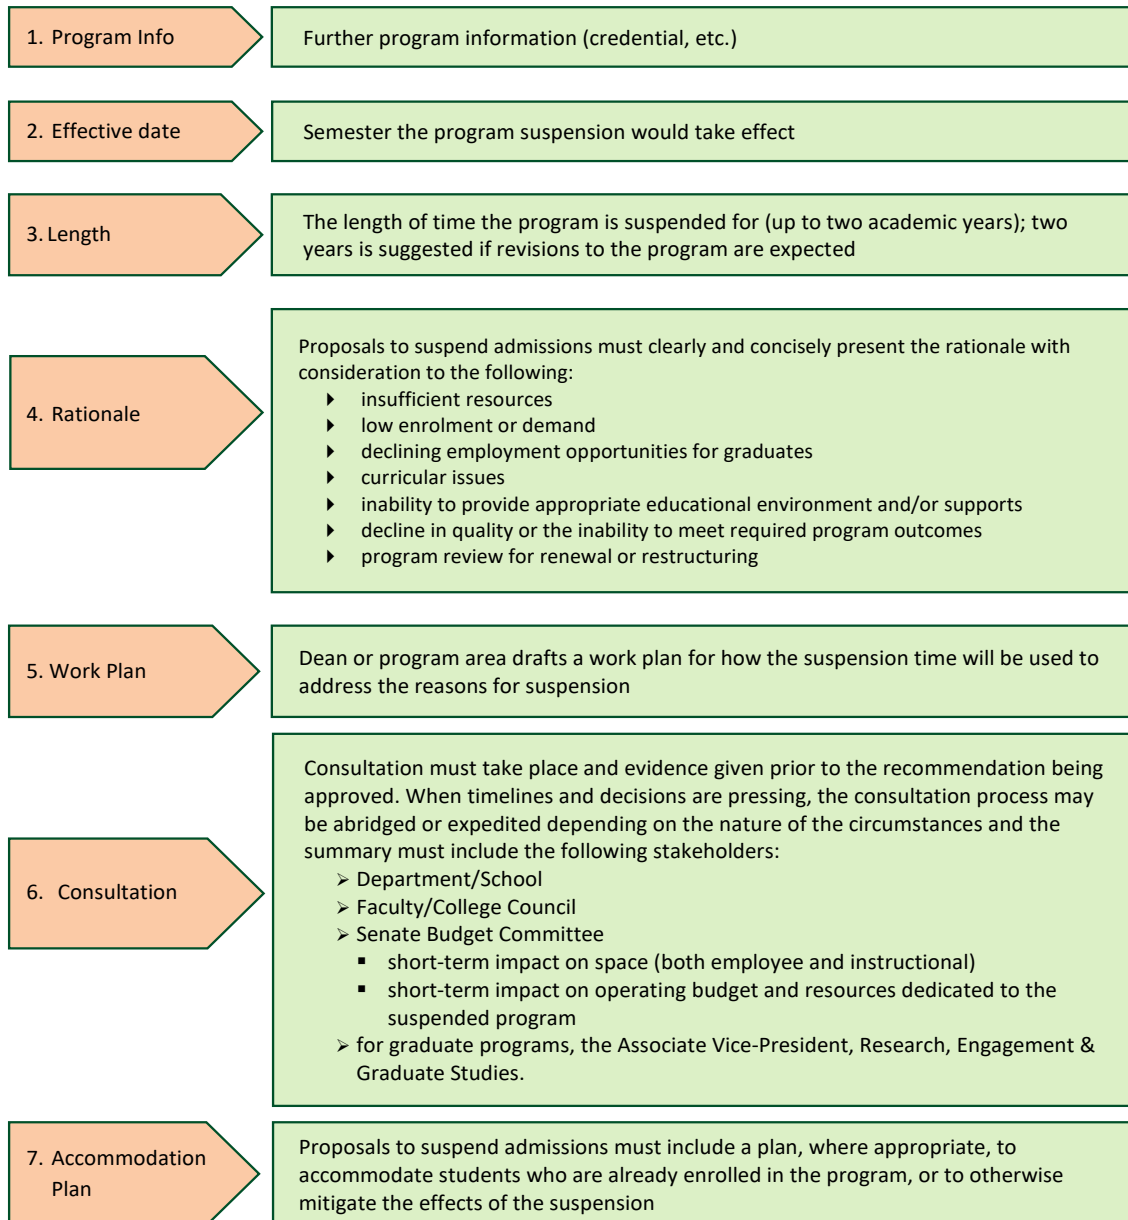 1. Program Info
Further program information (credential, etc.)
2. Effective date
Semester the program suspension would take effect
3. Length
The length of time the program is suspended for (up to two academic years); two
years is suggested if revisions to the program are expected
4. Rationale
Proposals to suspend admissions must clearly and concisely present the rationale with
consideration to the following:
insufficient resources
low enrolment or demand
declining employment opportunities for graduates
curricular issues
inability to provide appropriate educational environment and/or supports
decline in quality or the inability to meet required program outcomes
program review for renewal or restructuring
5. Work Plan
Dean or program area drafts a work plan for how the suspension time will be used to
address the reasons for suspension
6. Consultation
Consultation must take place and evidence given prior to the recommendation being
approved. When timelines and decisions are pressing, the consultation process may
be abridged or expedited depending on the nature of the circumstances and the
summary must include the following stakeholders:
Department/School
Faculty/College Council
Senate Budget Committee
short-term impact on space (both employee and instructional)
short-term impact on operating budget and resources dedicated to the
suspended program
for graduate programs, the Associate Vice-President, Research, Engagement &
Graduate Studies.
7. Accommodation
Plan
Proposals to suspend admissions must include a plan, where appropriate, to
accommodate students who are already enrolled in the program, or to otherwise
mitigate the effects of the suspension